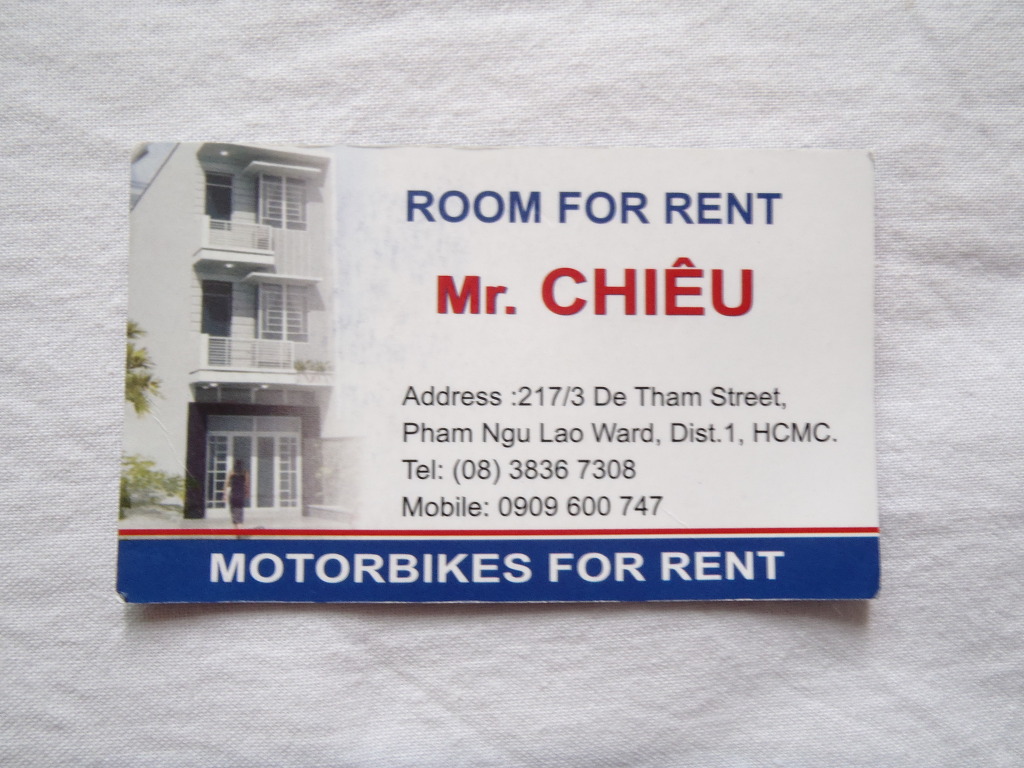 ROOM FOR RENT
Mr. CHIÊU
Address :217/3 De Tham Street,
Pham Ngu Lao Ward, Dist.1, HCMC.
Tel: (08) 3836 7308
Mobile: 0909 600 747
MOTORBIKES FOR RENT